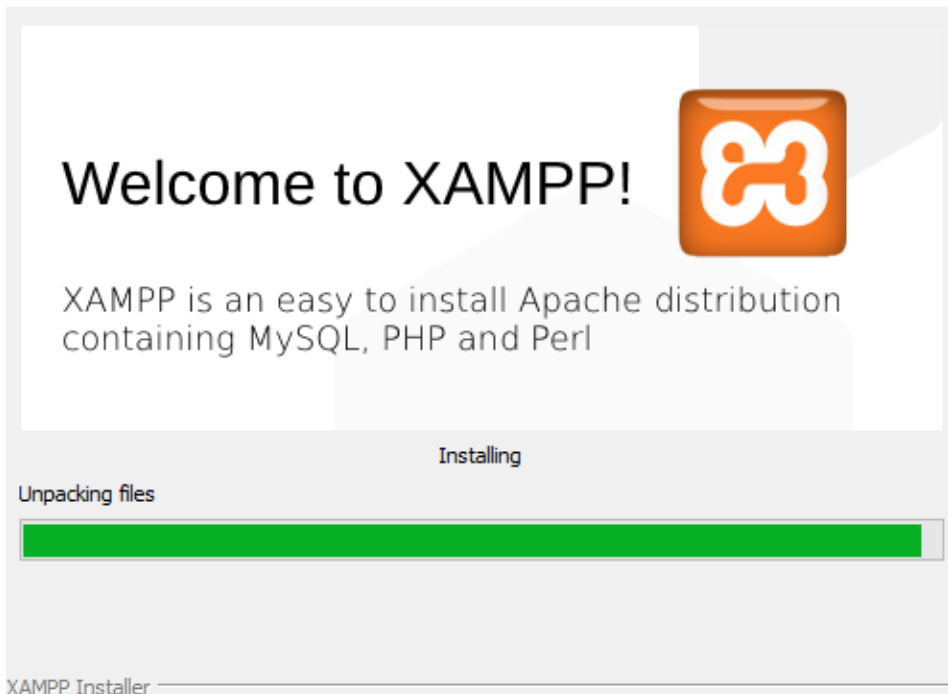 Welcome to XAMPP!
XAMPP is an easy to install Apache distribution
containing MySQL, PHP and Perl
Installing
Unpacking files
XAMPP Installer